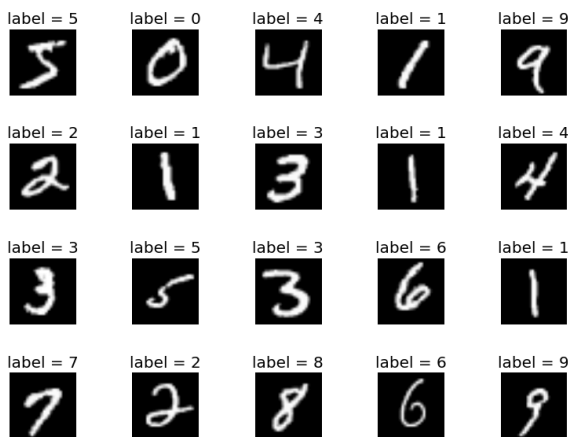 label = 5 label = 0 label = 4 label = 1 label = 9
5 0 4 1 9
label = 2 label = 1 label = 3 label = 1 label = 4
2 1 3 1 4
label = 3 label = 5 label = 3 label = 6 label = 1
3 5 3 6 1
label = 7 label = 2 label = 8 label = 6 label = 9
7 2 8 6 9